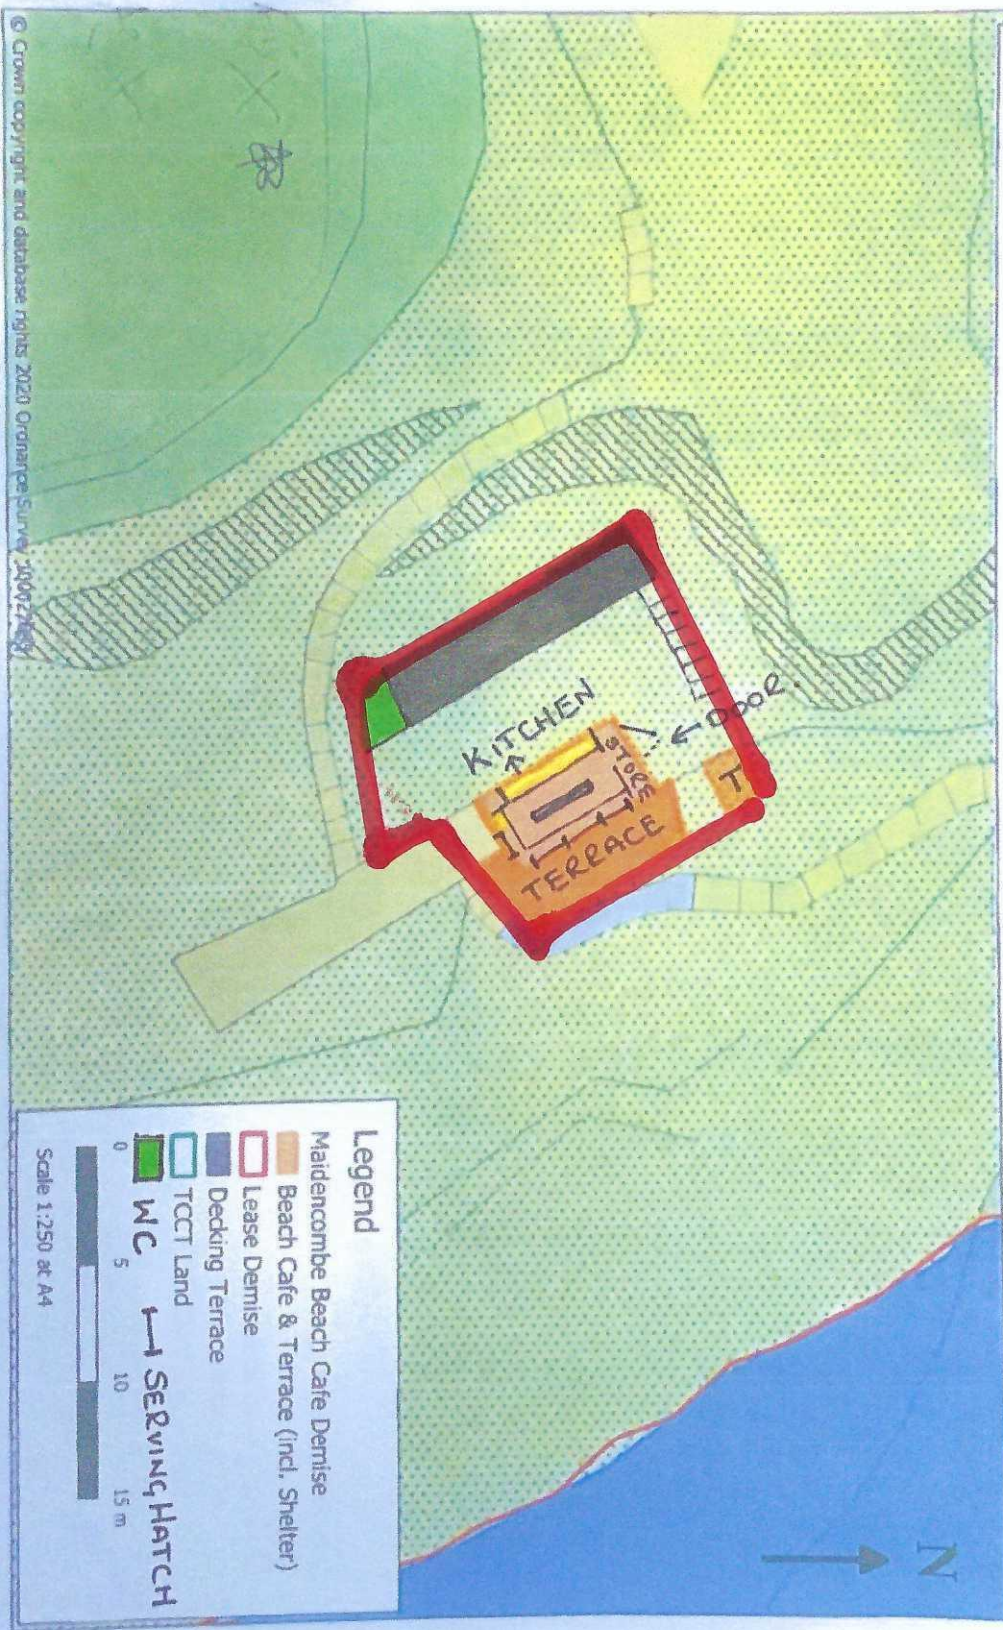 KITCHEN
STORE
← DOOR.
T
TERRACE
N
Legend
Maidencombe Beach Cafe Demise
Beach Cafe & Terrace (incl. Shelter)
Lease Demise
Decking Terrace
TCCT Land
WC
SERVING HATCH
0 5 10 15 m
Scale 1:250 at A4
© Crown copyright and database rights 2020 Ordnance Survey